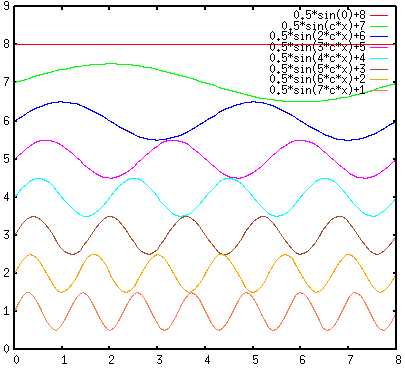 9
0.5*sin(0)+8
0.5*sin(c*x)+7
8
0.5*sin(2*c*x)+6
0.5*sin(3*c*x)+5
0.5*sin(4*c*x)+4
0.5*sin(5*c*x)+3
7
0.5*sin(6*c*x)+2
0.5*sin(7*c*x)+1
6
5
4
3
2
1
0
0 1 2 3 4 5 6 7 8